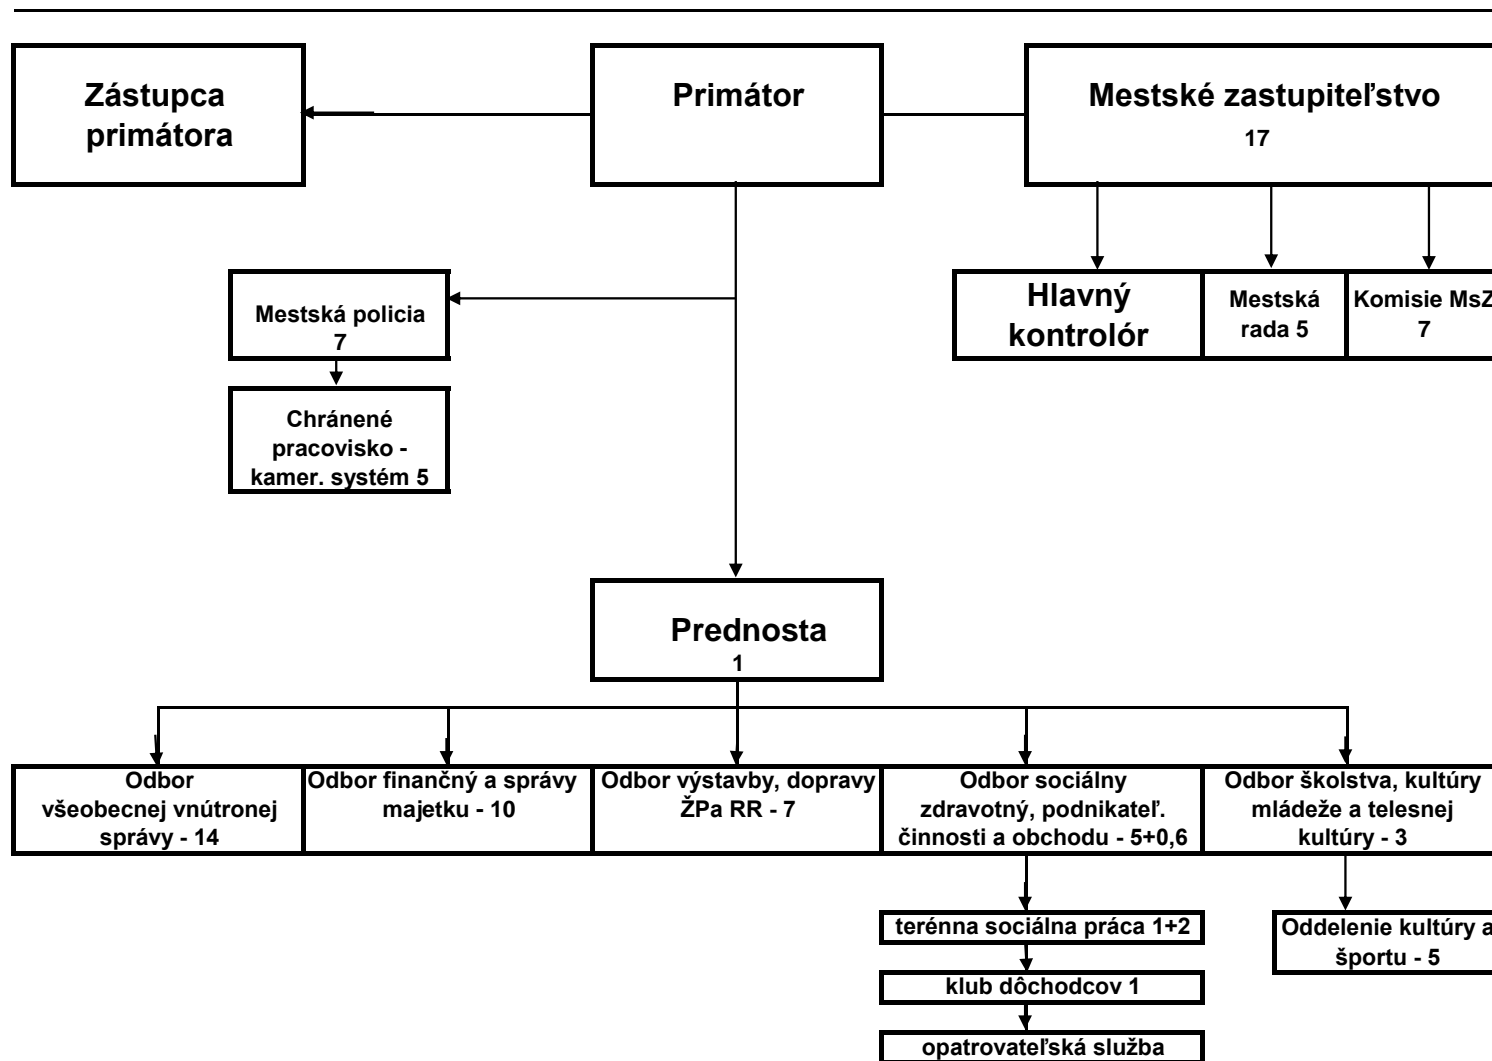 Zástupca
primátora
Primátor
Mestské zastupiteľstvo
17
Mestská policia
7
Hlavný
kontrolór
Mestská
rada 5
Komisie MsZ
7
Chránené
pracovisko -
kamer. systém 5
Prednosta
1
Odbor
všeobecnej vnútronej
správy - 14
Odbor finančný a správy
majetku - 10
Odbor výstavby, dopravy
ŽPa RR - 7
Odbor sociálny
zdravotný, podnikateľ.
činnosti a obchodu - 5+0,6
Odbor školstva, kultúry
mládeže a telesnej
kultúry - 3
terénna sociálna práca 1+2
klub dôchodcov 1
opatrovateľská služba
Oddelenie kultúry a
športu - 5